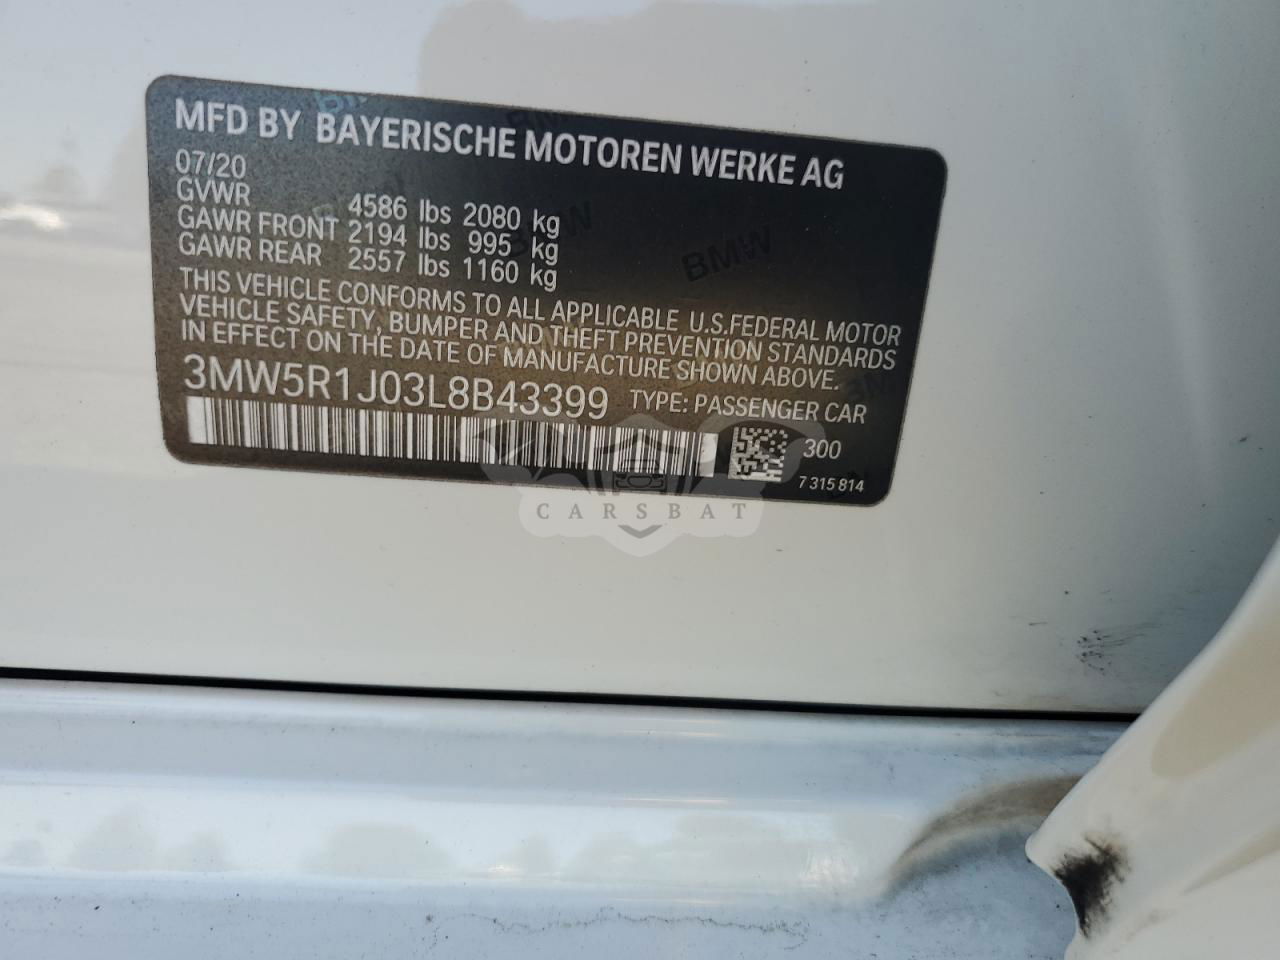 MFD BY BAYERISCHE MOTOREN WERKE AG
07/20
GVWR 4586 lbs 2080 kg
GAWR FRONT 2194 lbs 995 kg
GAWR REAR 2557 lbs 1160 kg
THIS VEHICLE CONFORMS TO ALL APPLICABLE U.S.FEDERAL MOTOR
VEHICLE SAFETY, BUMPER AND THEFT PREVENTION STANDARDS
IN EFFECT ON THE DATE OF MANUFACTURE SHOWN ABOVE.
3MW5R1J03L8B43399 TYPE: PASSENGER CAR
300
7 315 814
CARSBAT
BMW
BMW
BMW